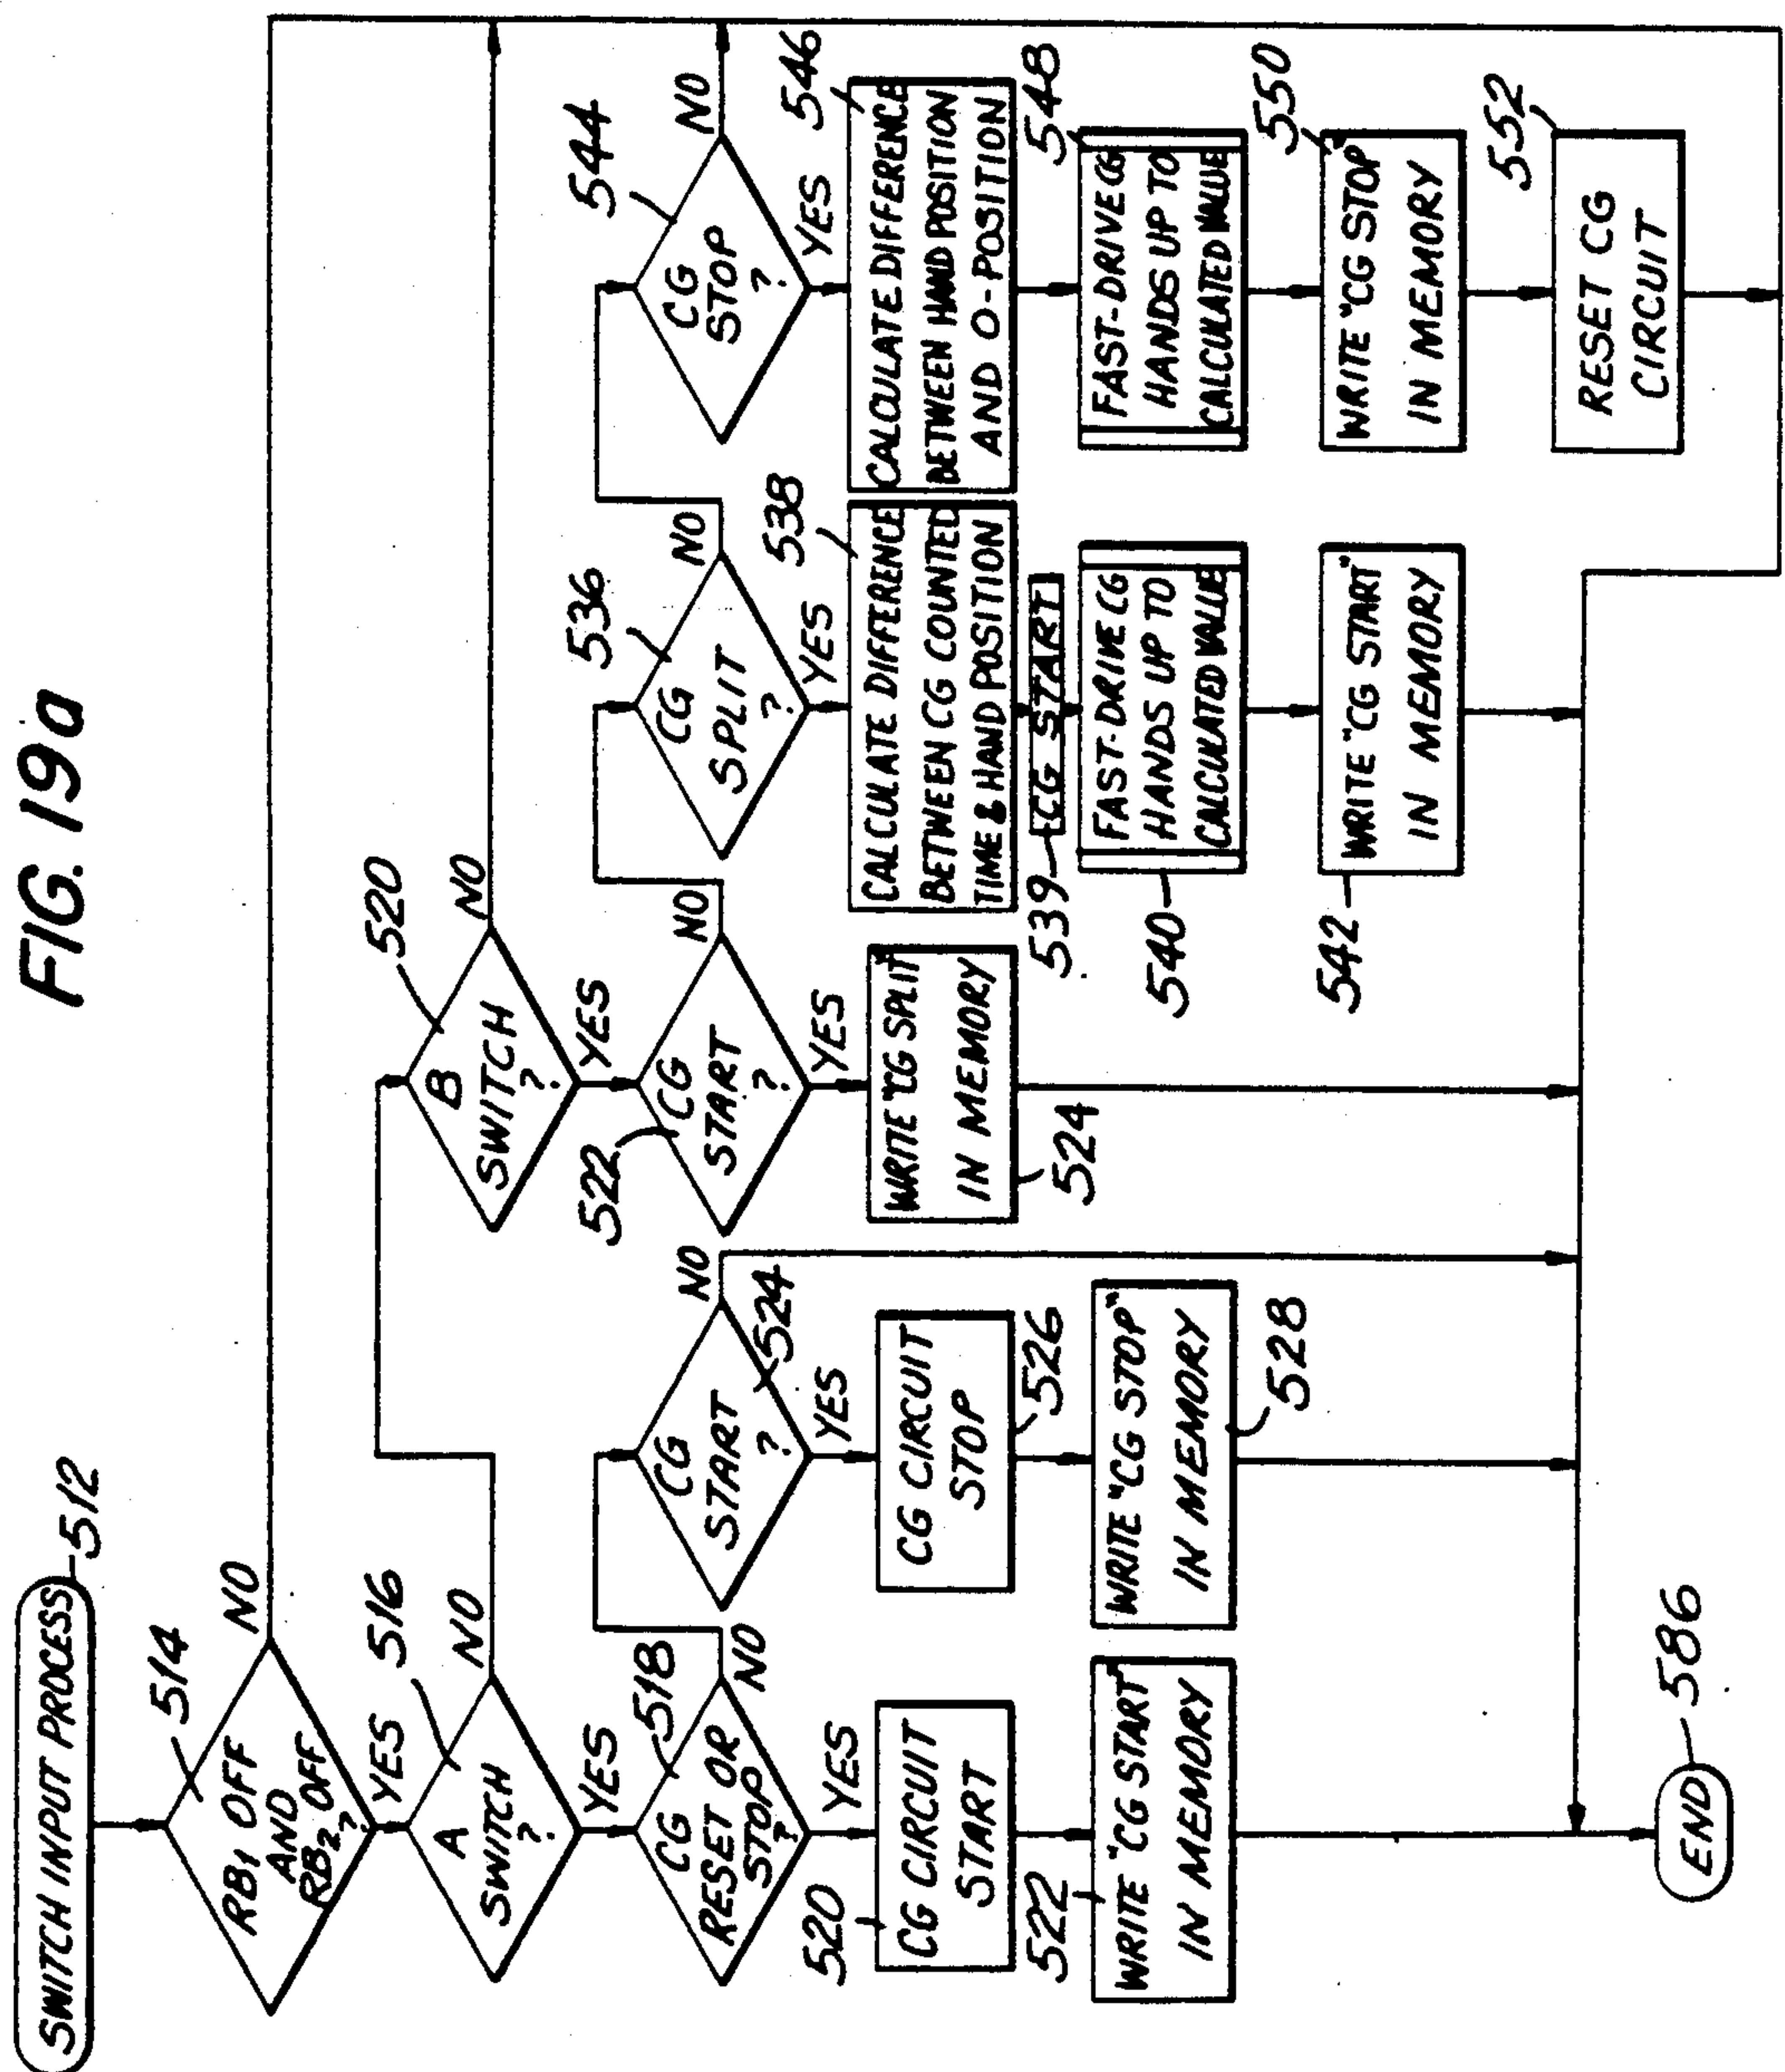 FIG. 19a
SWITCH INPUT PROCESS
512
514
RB1 OFF
AND
RB2 OFF
?
NO
YES
516
A
SWITCH
?
NO
YES
518
CG
RESET OR
STOP
?
NO
YES
520
CG CIRCUIT
START
522
WRITE "CG START"
IN MEMORY
CG
START
?
524
NO
YES
CG CIRCUIT
STOP
526
WRITE "CG STOP"
IN MEMORY
528
520
B
SWITCH
?
NO
YES
522
CG
START
?
NO
YES
WRITE "CG SPLIT"
IN MEMORY
524
536
CG
SPLIT
?
NO
YES
538
CALCULATE DIFFERENCE
BETWEEN CG COUNTED
TIME & HAND POSITION
539
CG START
540
FAST-DRIVE CG
HANDS UP TO
CALCULATED VALUE
542
WRITE "CG START"
IN MEMORY
544
CG
STOP
?
NO
YES
546
CALCULATE DIFFERENCE
BETWEEN HAND POSITION
AND O-POSITION
548
FAST-DRIVE CG
HANDS UP TO
CALCULATED VALUE
550
WRITE "CG STOP"
IN MEMORY
552
RESET CG
CIRCUIT
END
586